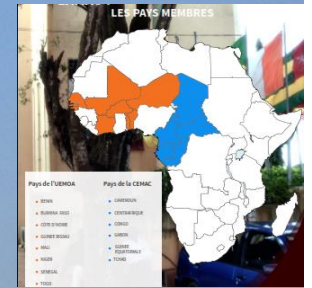 LES PAYS MEMBRES
Pays de l'UEMOA
BENIN
BURKINA FASO
COTE D'IVOIRE
GUINEE BISSAU
MALI
NIGER
SENEGAL
TOGO
Pays de la CEMAC
CAMEROUN
CENTRAFRIQUE
CONGO
GABON
GUINEE
EQUATORIALE
TCHAD